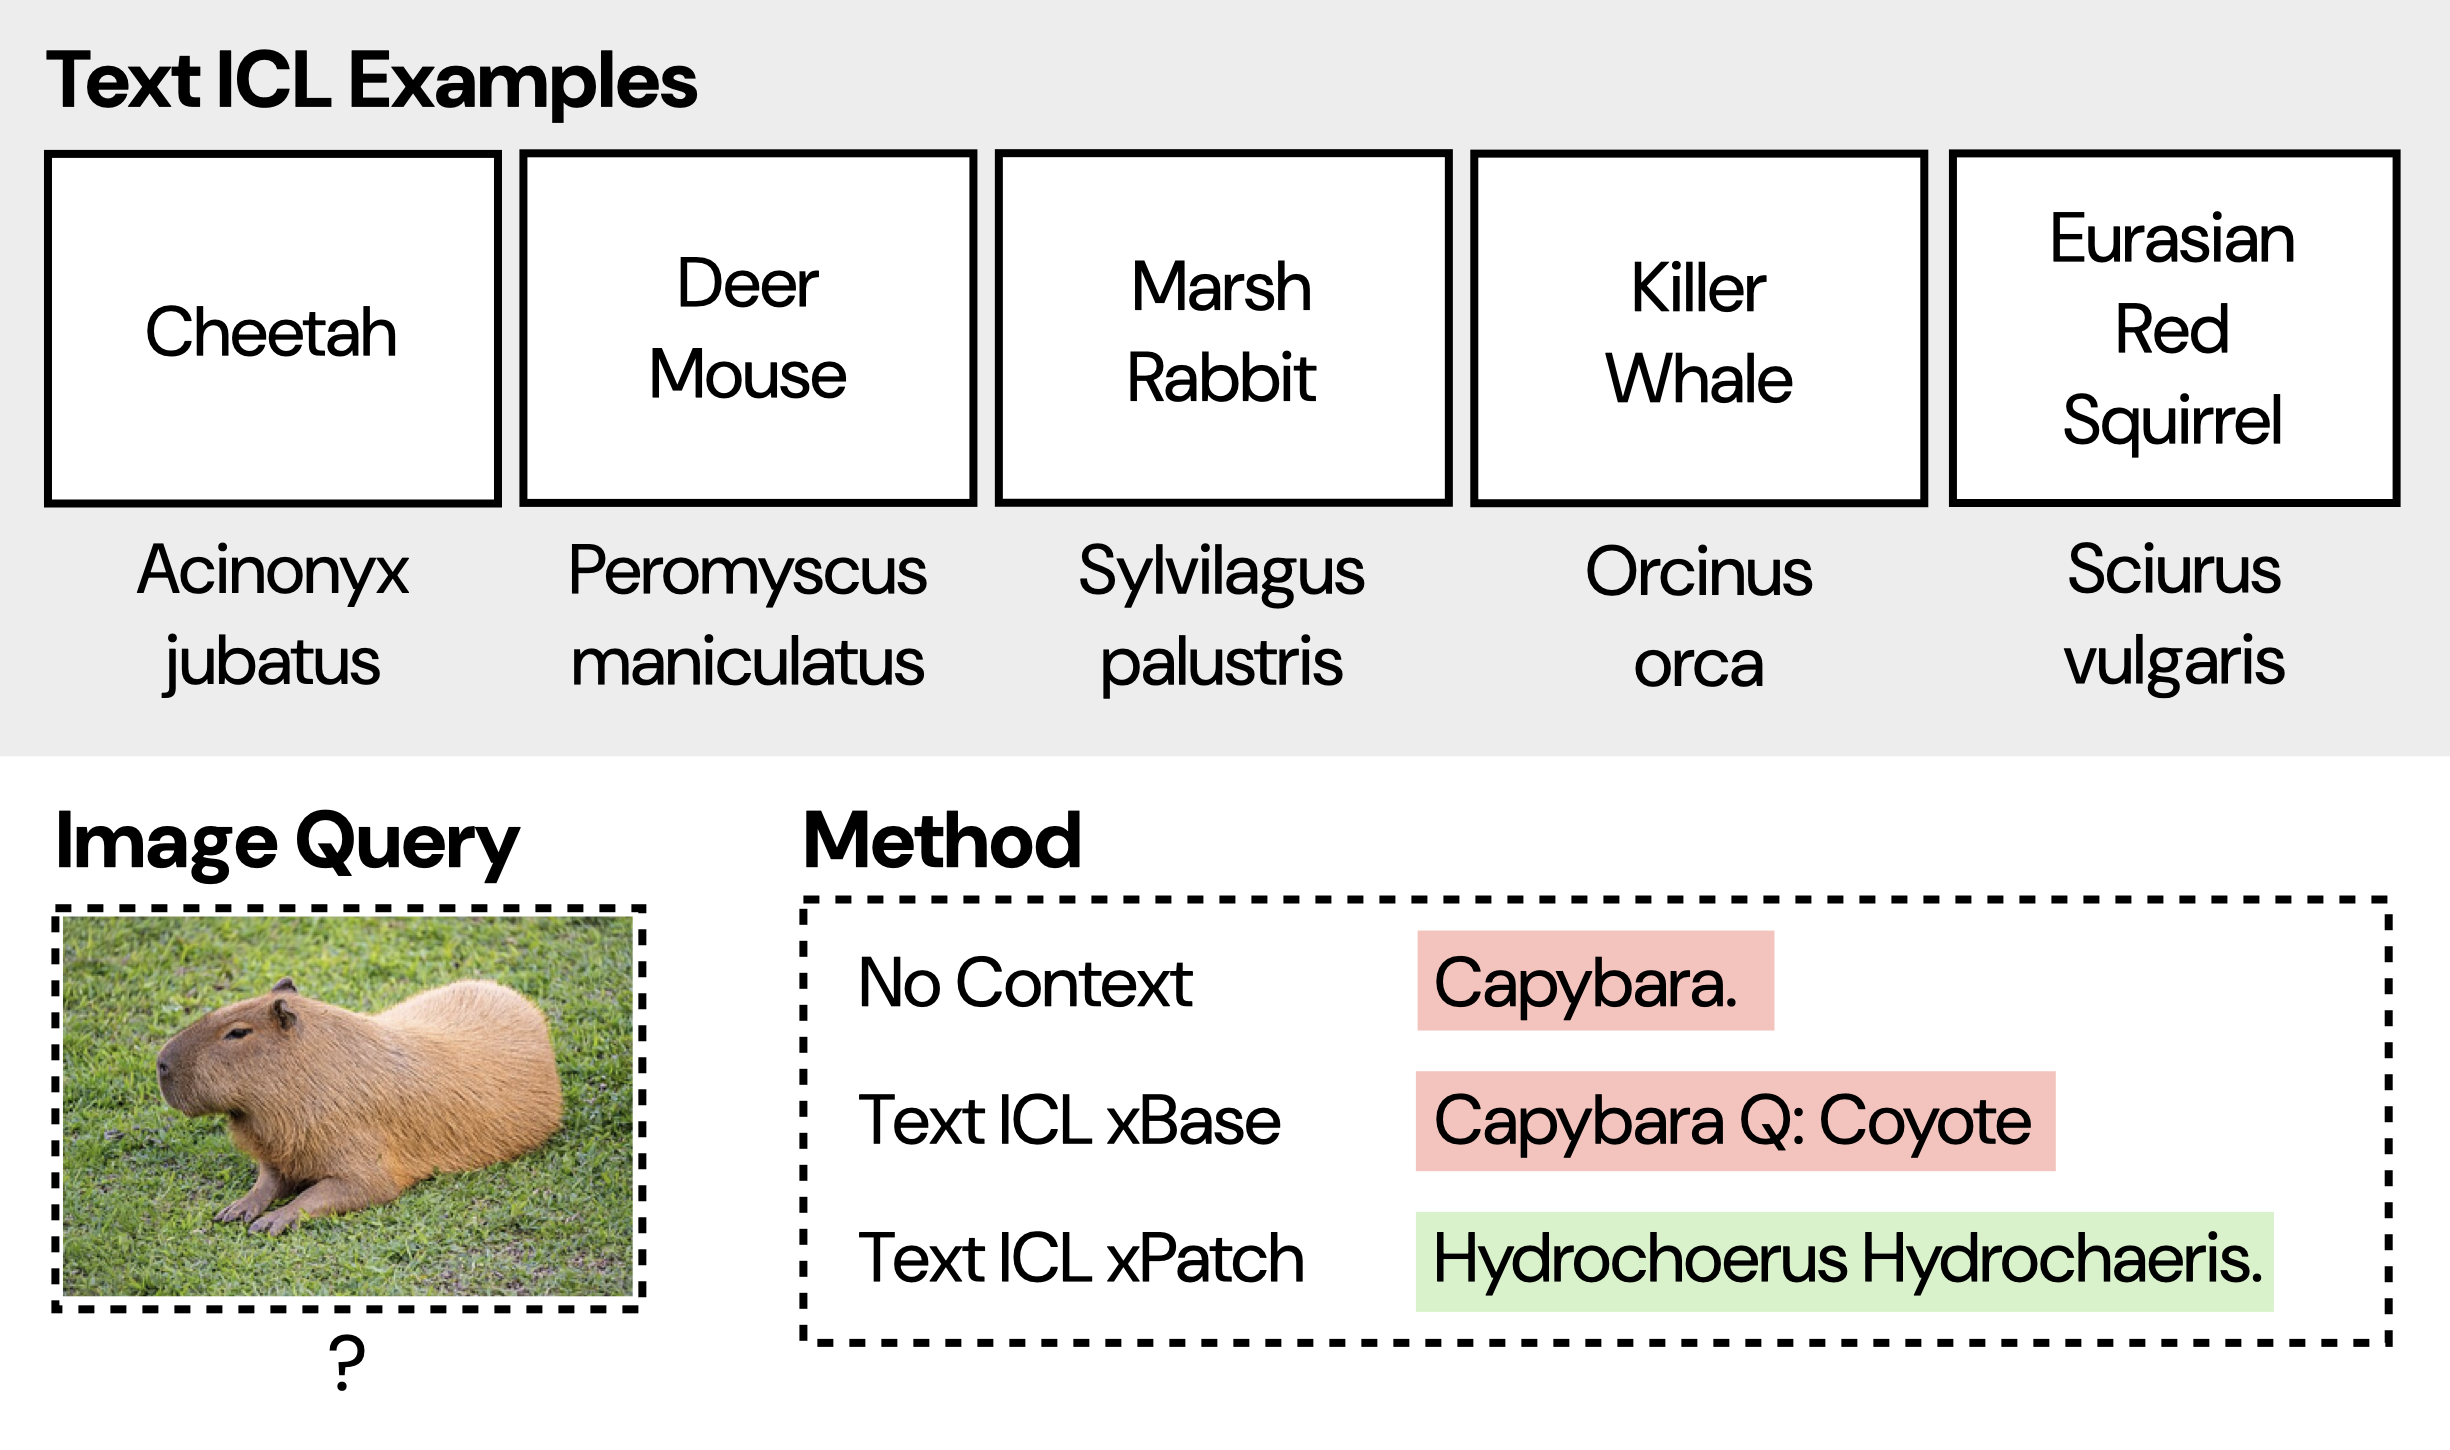 Text ICL Examples
Cheetah
Deer
Mouse
Marsh
Rabbit
Killer
Whale
Eurasian
Red
Squirrel
Acinonyx
jubatus
Peromyscus
maniculatus
Sylvilagus
palustris
Orcinus
orca
Sciurus
vulgaris
Image Query
?
Method
No Context
Capybara.
Text ICL xBase
Capybara Q: Coyote
Text ICL xPatch
Hydrochoerus Hydrochaeris.